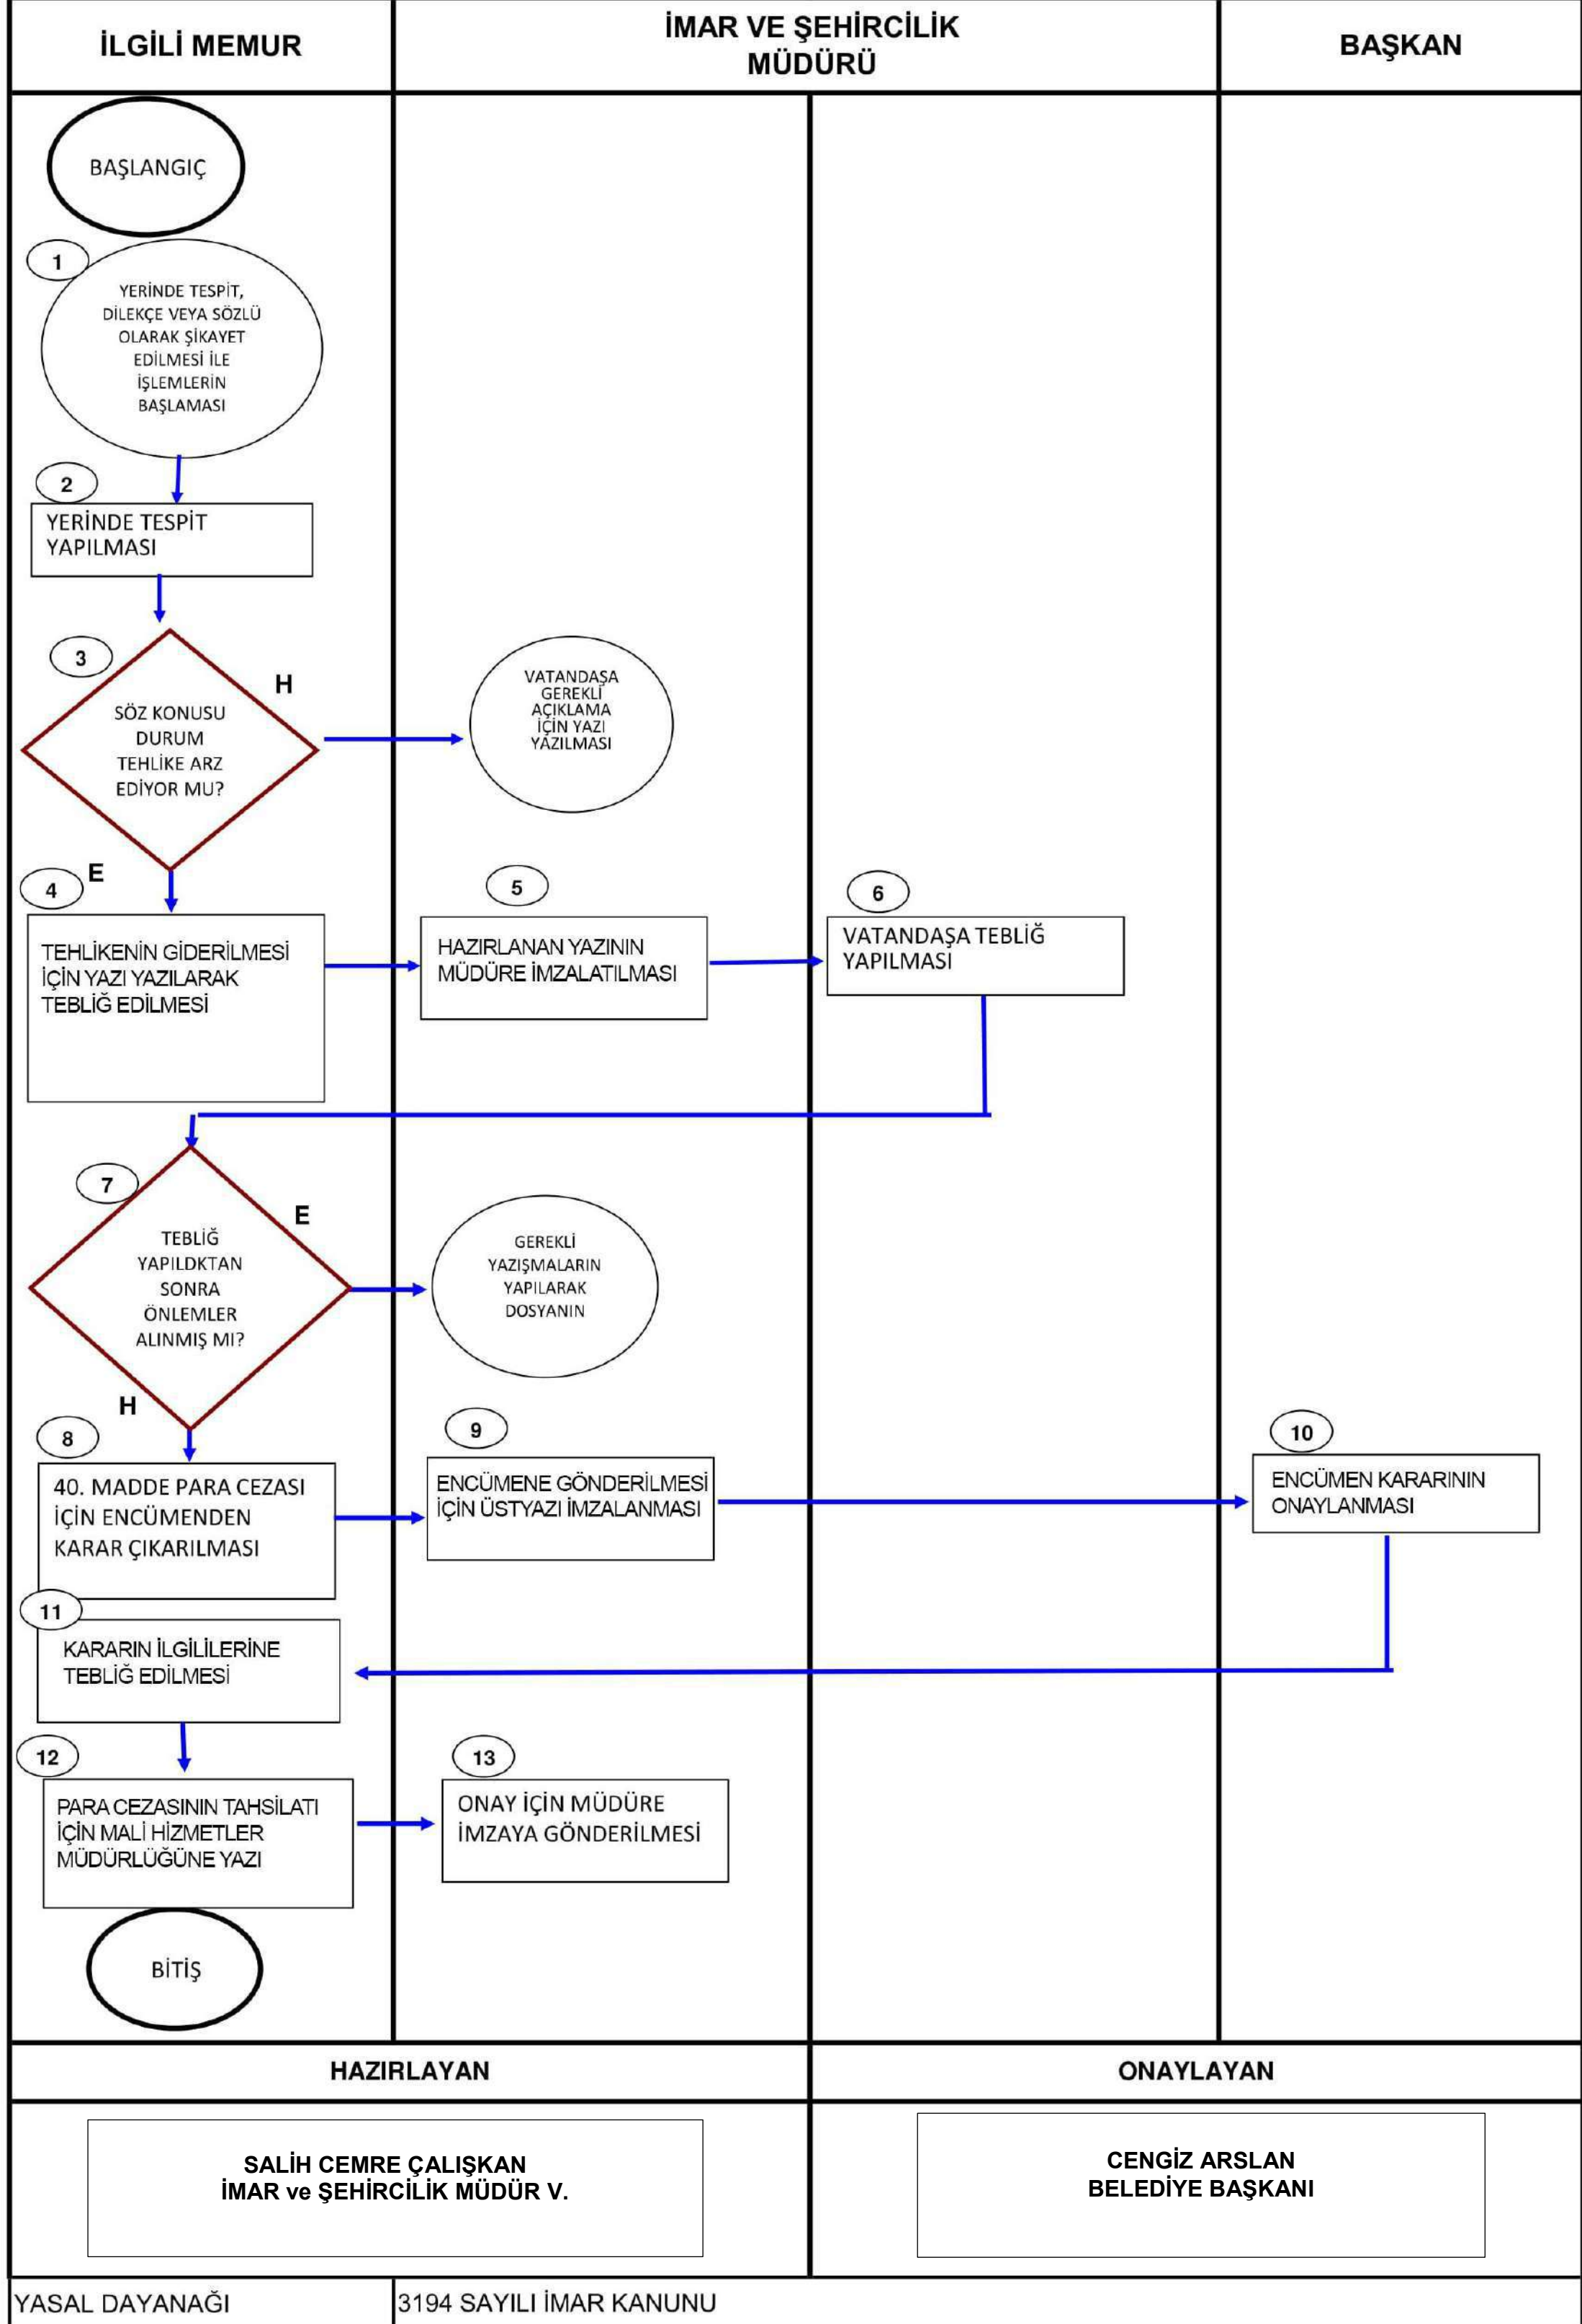 İLGİLİ MEMUR
İMAR VE ŞEHİRCİLİK
MÜDÜRÜ
BAŞKAN
BAŞLANGIÇ
1
YERİNDE TESPİT,
DİLEKÇE VEYA SÖZLÜ
OLARAK ŞİKAYET
EDİLMESİ İLE
İŞLEMLERİN
BAŞLAMASI
2
YERİNDE TESPİT
YAPILMASI
3
H
SÖZ KONUSU
DURUM
TEHLİKE ARZ
EDİYOR MU?
VATANDAŞA
GEREKLİ
AÇIKLAMA
İÇİN YAZI
YAZILMASI
E
4
TEHLİKENİN GİDERİLMESİ
İÇİN YAZI YAZILARAK
TEBLİĞ EDİLMESİ
5
HAZIRLANAN YAZININ
MÜDÜRE İMZALATILMASI
6
VATANDAŞA TEBLİĞ
YAPILMASI
7
E
TEBLİĞ
YAPILDKTAN
SONRA
ÖNLEMLER
ALINMIŞ MI?
GEREKLİ
YAZIŞMALARIN
YAPILARAK
DOSYANIN
H
8
40. MADDE PARA CEZASI
İÇİN ENCÜMENDEN
KARAR ÇIKARILMASI
9
ENCÜMENE GÖNDERİLMESİ
İÇİN ÜSTYAZI İMZALANMASI
10
ENCÜMEN KARARININ
ONAYLANMASI
11
KARARIN İLGİLİLERİNE
TEBLİĞ EDİLMESİ
12
PARA CEZASININ TAHSİLATI
İÇİN MALİ HİZMETLER
MÜDÜRLÜĞÜNE YAZI
13
ONAY İÇİN MÜDÜRE
İMZAYA GÖNDERİLMESİ
BİTİŞ
HAZIRLAYAN
ONAYLAYAN
SALİH CEMRE ÇALIŞKAN
İMAR ve ŞEHİRCİLİK MÜDÜR V.
CENGİZ ARSLAN
BELEDİYE BAŞKANI
YASAL DAYANAĞI
3194 SAYILI İMAR KANUNU